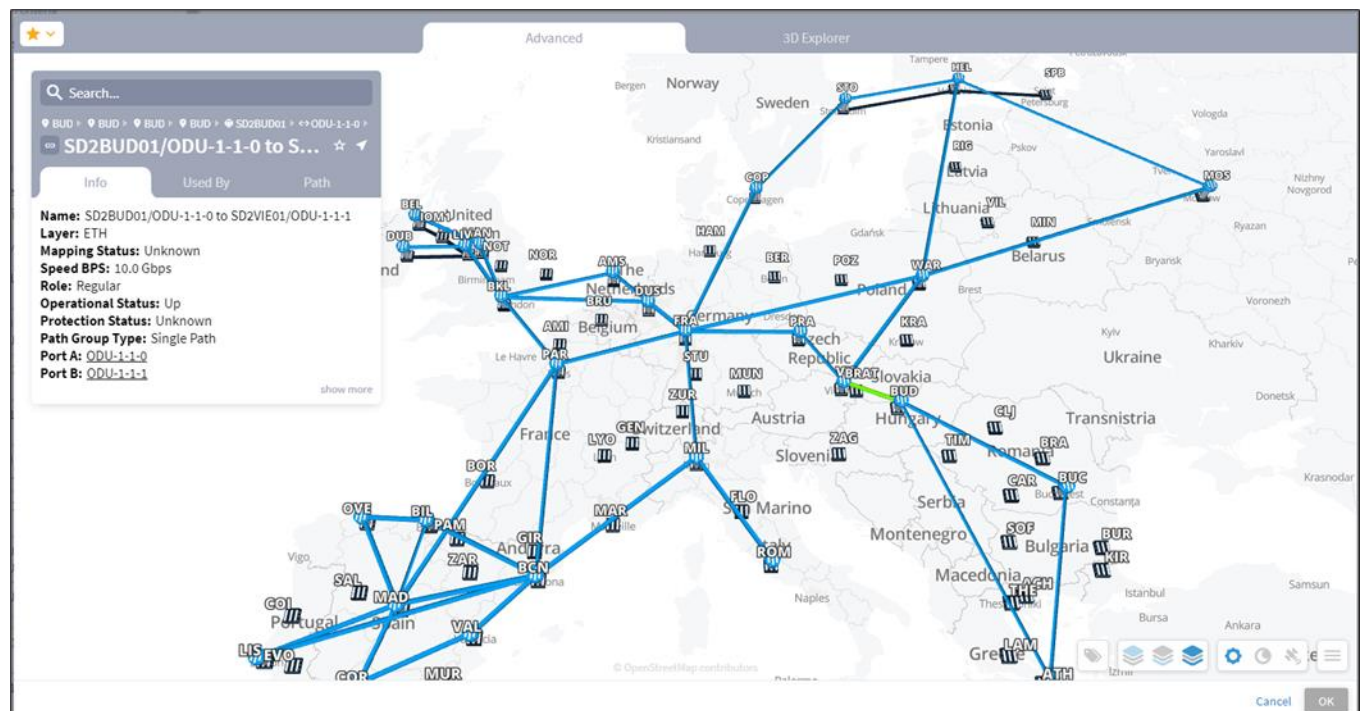 Advanced
3D Explorer
Search...
BUD BUD BUD BUD SD2BUD01 ODU-1-1-0
SD2BUD01/ODU-1-1-0 to S...
Info Used By Path
Name: SD2BUD01/ODU-1-1-0 to SD2VIE01/ODU-1-1-1
Layer: ETH
Mapping Status: Unknown
Speed BPS: 10.0 Gbps
Role: Regular
Operational Status: Up
Protection Status: Unknown
Path Group Type: Single Path
Port A: ODU-1-1-0
Port B: ODU-1-1-1
show more
Tampere
HEL
SPB
Petersburg
Bergen
Norway
STO
Sweden
Vologda
Estonia
Kristiansand
RIG
Pskov
Yaroslavl
Latvia
COP
MOS
Nizhny
Novgorod
BEL
United
DUB
NOT
Lithuania
VIL
MIN
Ryazan
HAM
Gdańsk
Belarus
Bryansk
NOR
AMS
The
Netherlands
BER
POZ
WAR
Poland
Brest
BKL
BRU
DUS
Voronezh
AMI
Belgium
FRA
Germany
PRA
Czech
Republic
KRA
Kyiv
Kharkiv
Le Havre
PAR
STU
Ukraine
MUN
Slovakia
BUD
ZUR
Donetsk
France
GEN
Switzerland
Austria
Hungary
CLJ
Transnistria
LYO
MIL
Slovenia
ZAG
TIM
Romania
BRA
BOR
Krasnodar
FLO
San Marino
Serbia
CAR
BUC
Constanța
OVE
BIL
PAM
MAR
Montenegro
SOF
Bulgaria
BUR
KIR
Vigo
ZAR
GIR
Andorra
Italy
ROM
BCN
SAL
MAD
Macedonia
THE
Istanbul
Samsun
COI
Portugal
Spain
Naples
Bursa
Ankara
VAL
LIS
EVO
LAM
Greece
COR
MUR
ATH
Izmir
© OpenStreetMap contributors
Palermo
Cancel
OK